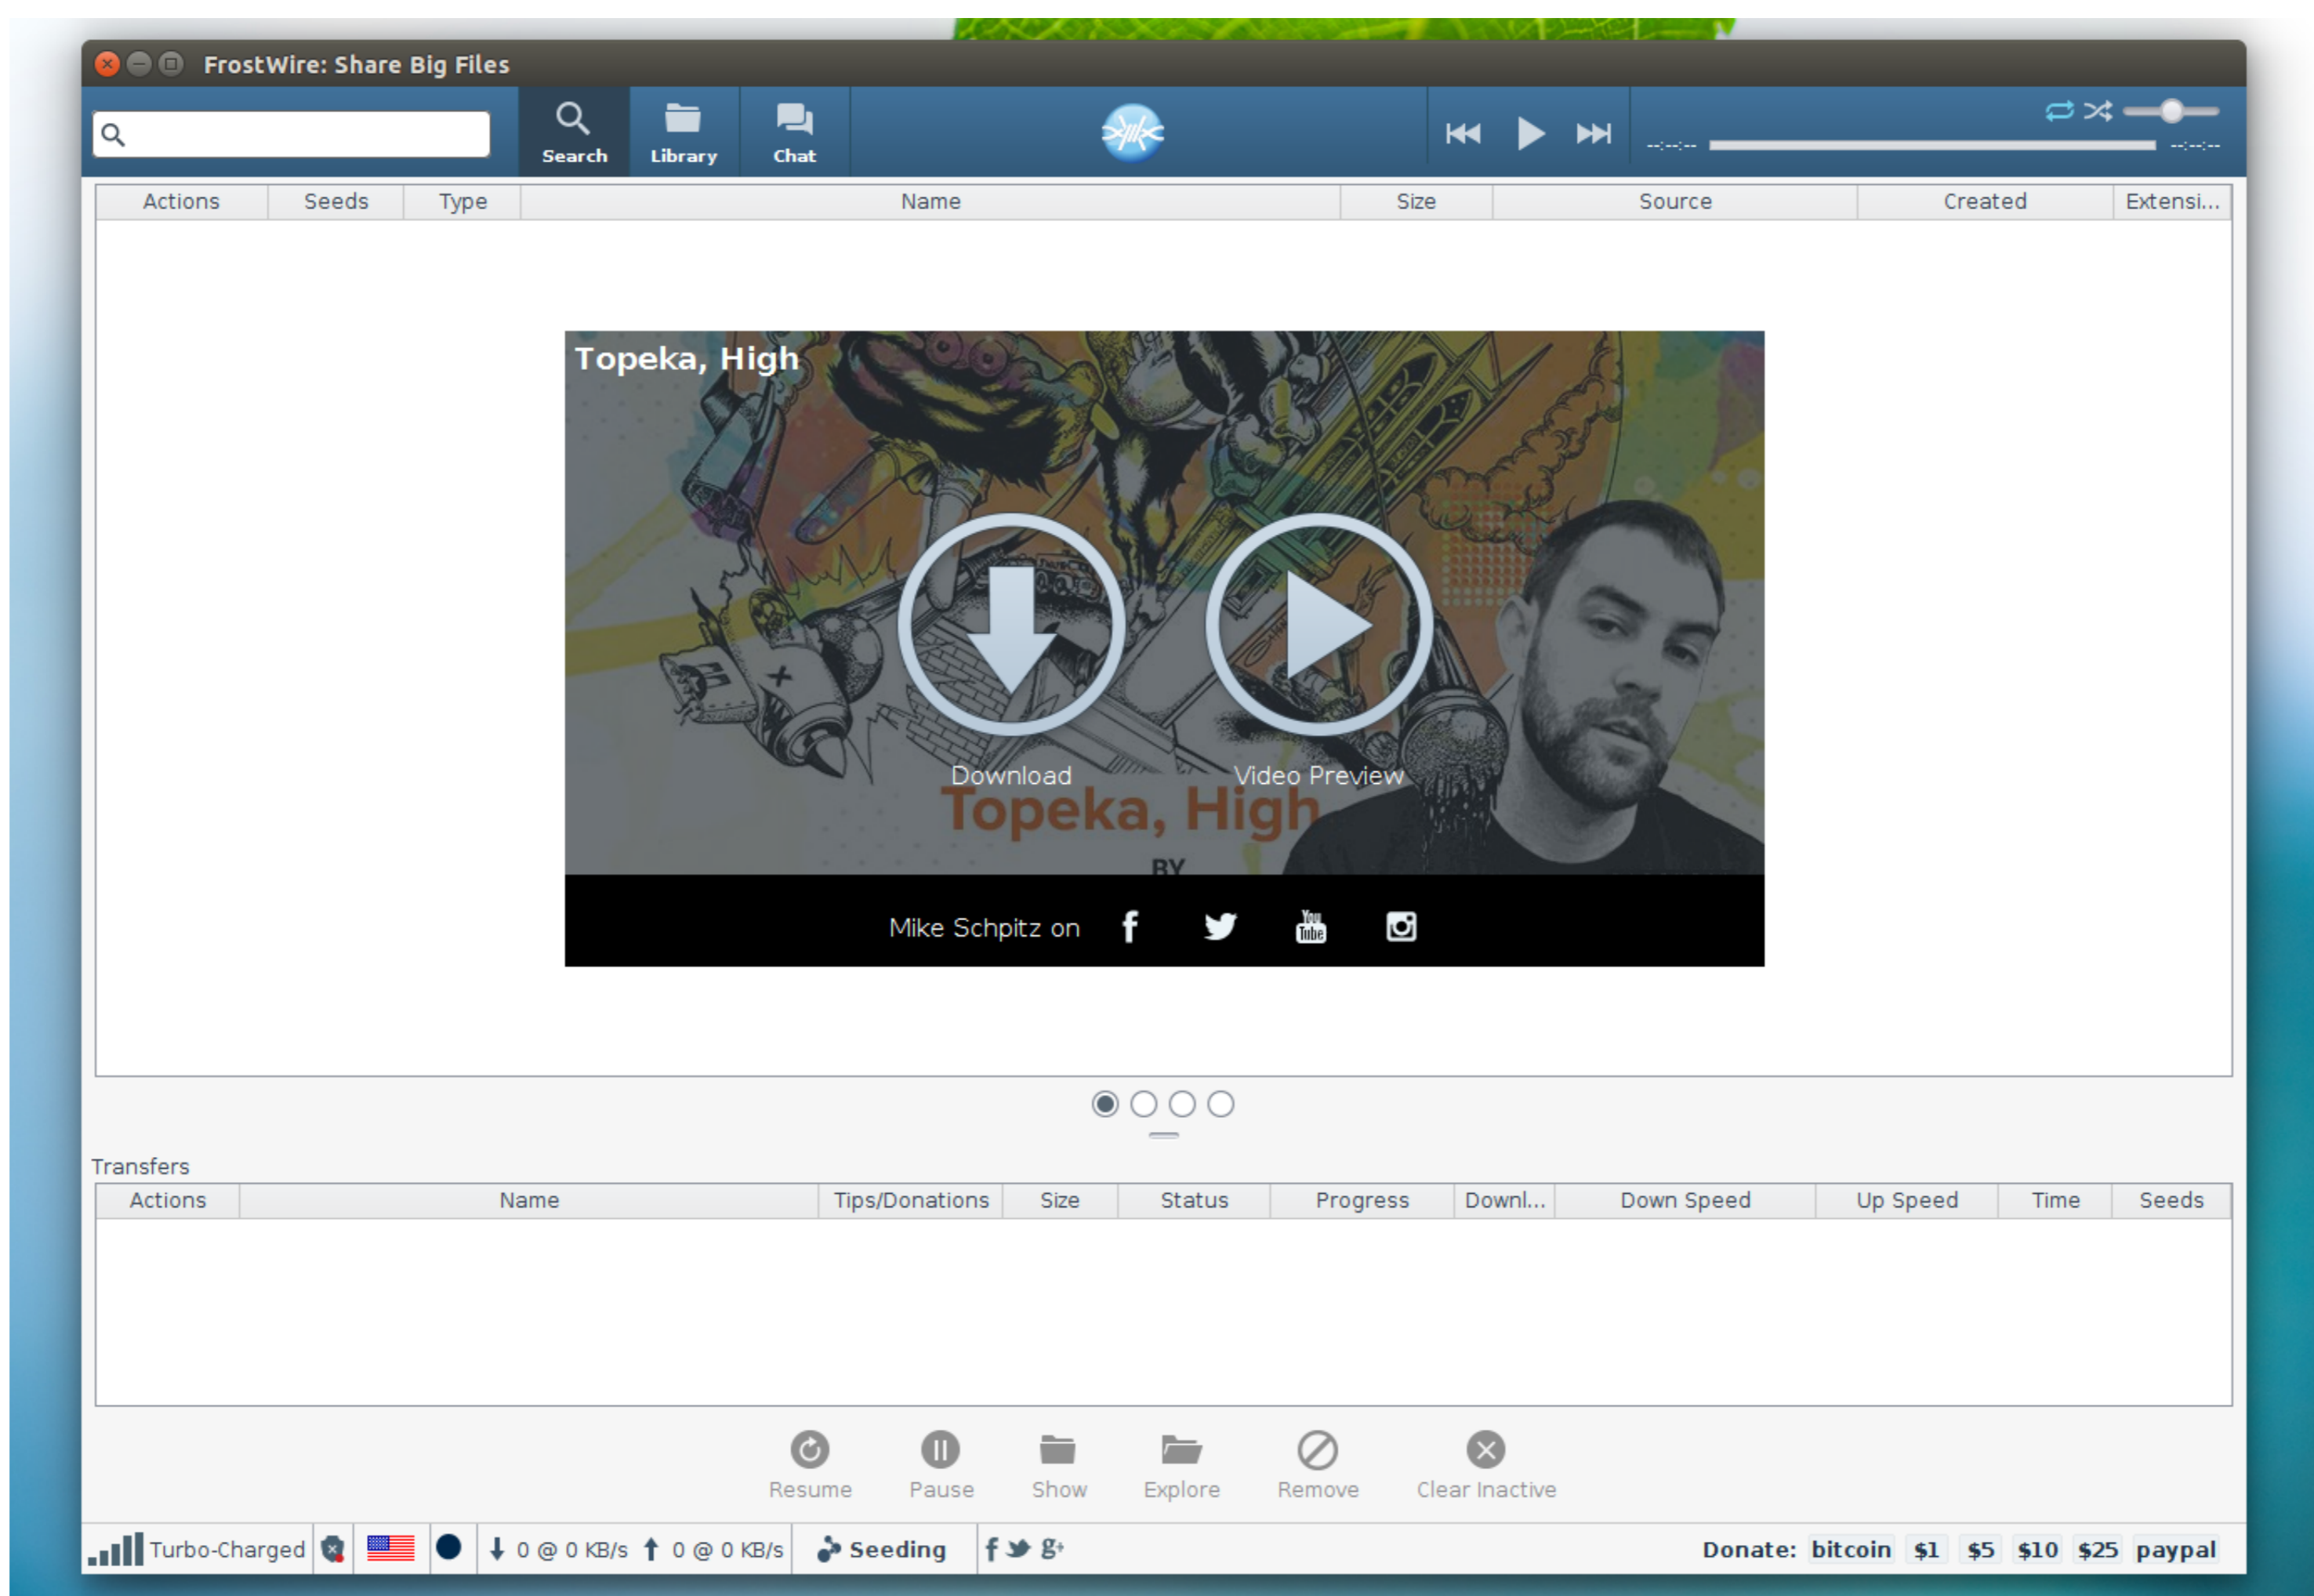 FrostWire: Share Big Files
Search Library Chat
--:--:-- --:--:--
Actions Seeds Type Name Size Source Created Extensi...
Topeka, High
Download Video Preview
Topeka, High
BY
Mike Schpitz on f You Tube
Transfers
Actions Name Tips/Donations Size Status Progress Downl... Down Speed Up Speed Time Seeds
Resume Pause Show Explore Remove Clear Inactive
Turbo-Charged 0 @ 0 KB/s 0 @ 0 KB/s Seeding f g+ Donate: bitcoin $1 $5 $10 $25 paypal